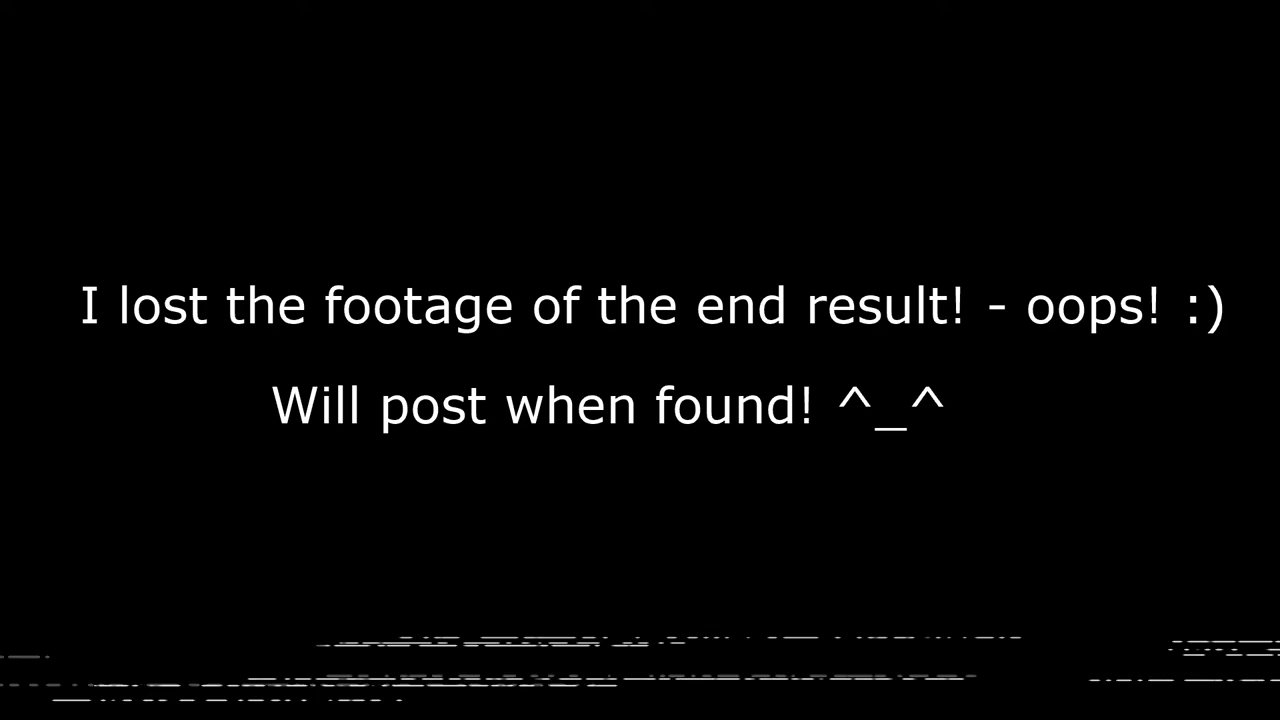 I lost the footage of the end result! - oops! :)
Will post when found! ^_^